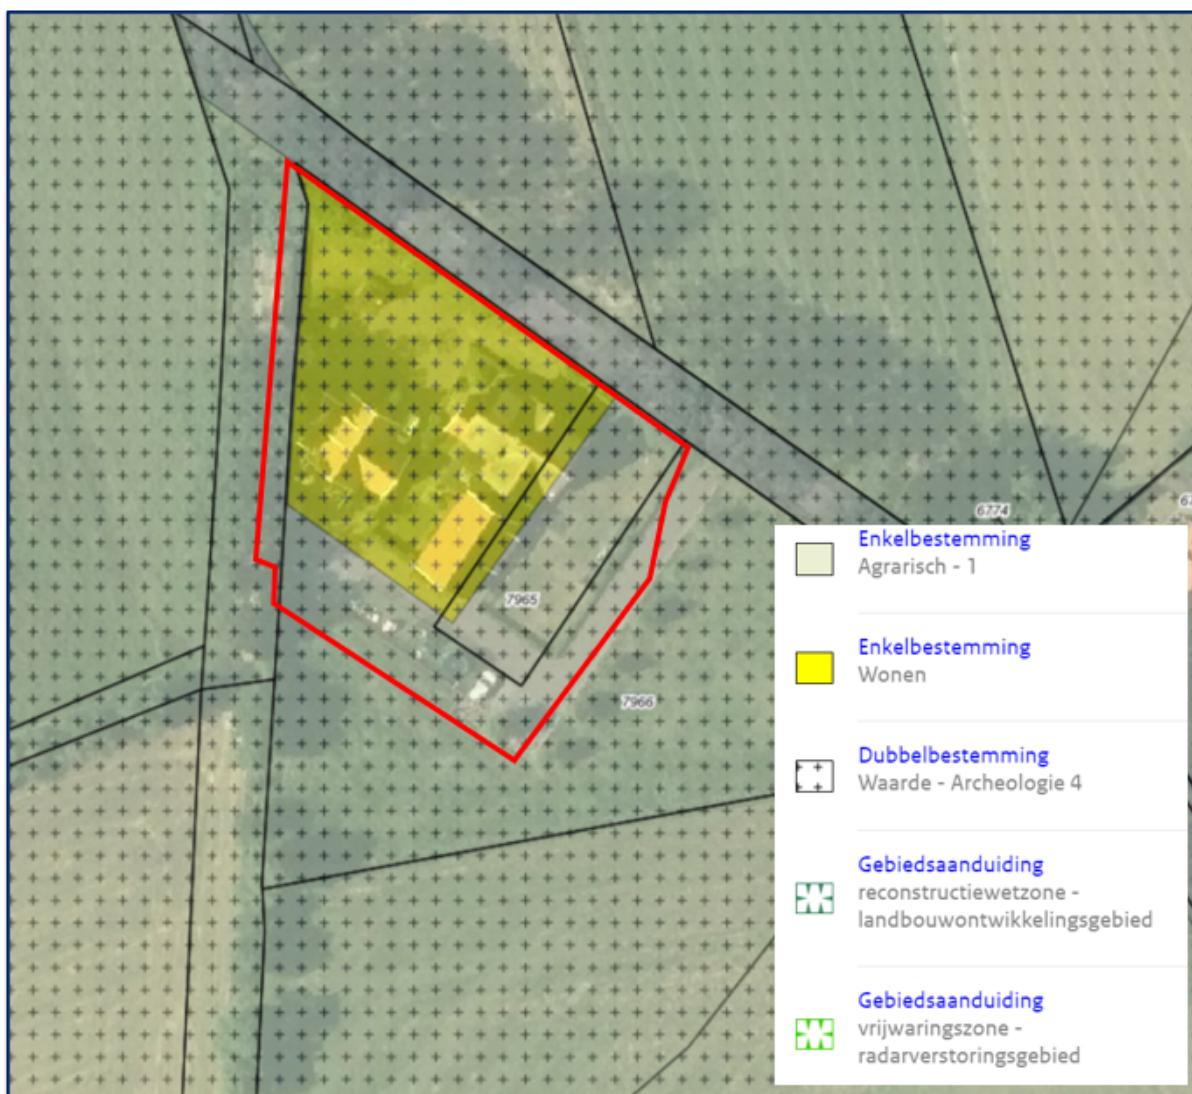 6774
7965
7966
Enkelbestemming
Agrarisch - 1
Enkelbestemming
Wonen
Dubbelbestemming
Waarde - Archeologie 4
Gebiedsaanduiding
reconstructiewetzone -
landbouwontwikkelingsgebied
Gebiedsaanduiding
vrijwaringszone -
radarverstoringsgebied